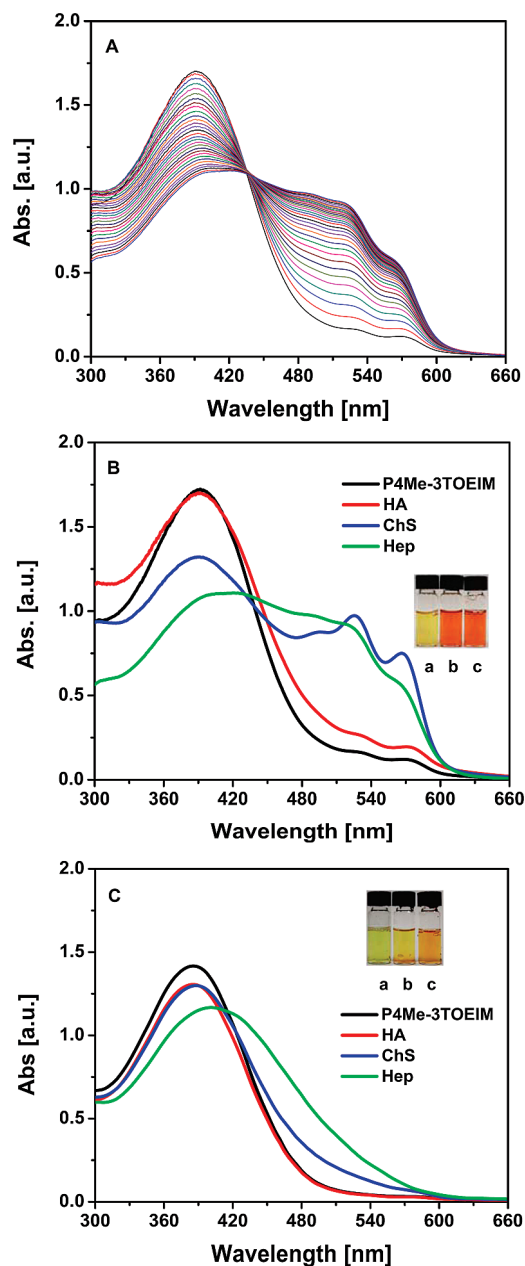 A
2.0
1.5
1.0
0.5
0.0
Abs. [a.u.]
300 360 420 480 540 600 660
Wavelength [nm]
B
2.0
1.5
1.0
0.5
0.0
Abs. [a.u.]
P4Me-3TOEIM
HA
ChS
Hep
a b c
300 360 420 480 540 600 660
Wavelength [nm]
C
2.0
1.5
1.0
0.5
0.0
Abs [a.u.]
a b c
P4Me-3TOEIM
HA
ChS
Hep
300 360 420 480 540 600 660
Wavelength [nm]